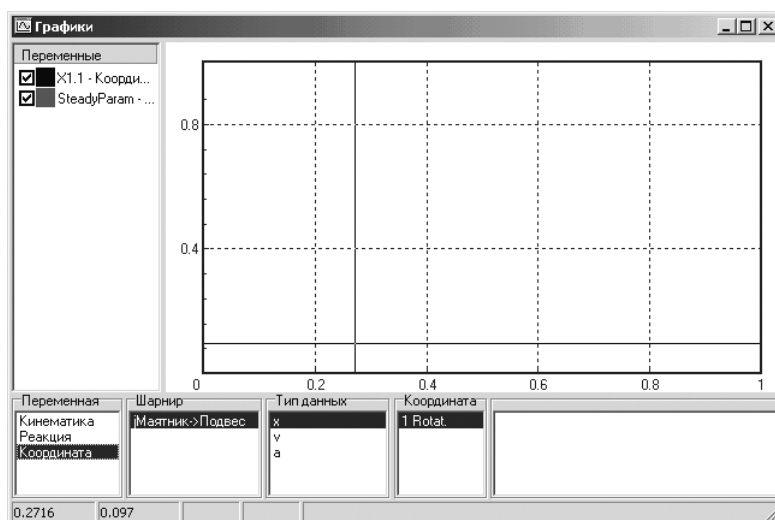 Графики
Переменные
X1.1 - Коорди...
SteadyParam - ...
0.8
0.4
0 0.2 0.4 0.6 0.8 1
Переменная Шарнир Тип данных Координата
Кинематика jМаятник->Подвес x 1 Rotat.
Реакция v
Координата a
0.2716 0.097